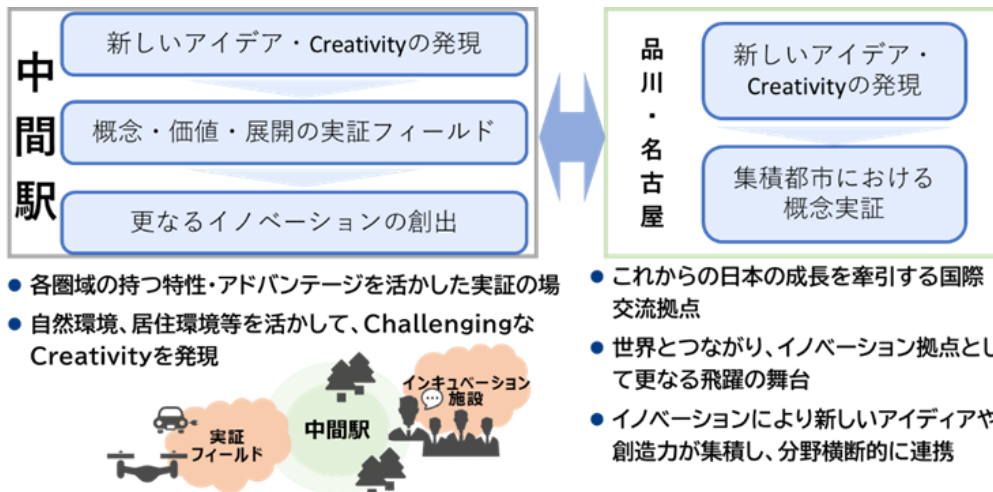 中間駅
新しいアイデア・Creativityの発現
概念・価値・展開の実証フィールド
更なるイノベーションの創出
● 各圏域の持つ特性・アドバンテージを活かした実証の場
● 自然環境、居住環境等を活かして、Challengingな
Creativityを発現
実証
フィールド
中間駅
インキュベーション
施設
品川・名古屋
新しいアイデア・
Creativityの発現
集積都市における
概念実証
● これからの日本の成長を牽引する国際
交流拠点
● 世界とつながり、イノベーション拠点とし
て更なる飛躍の舞台
● イノベーションにより新しいアイディアや
創造力が集積し、分野横断的に連携